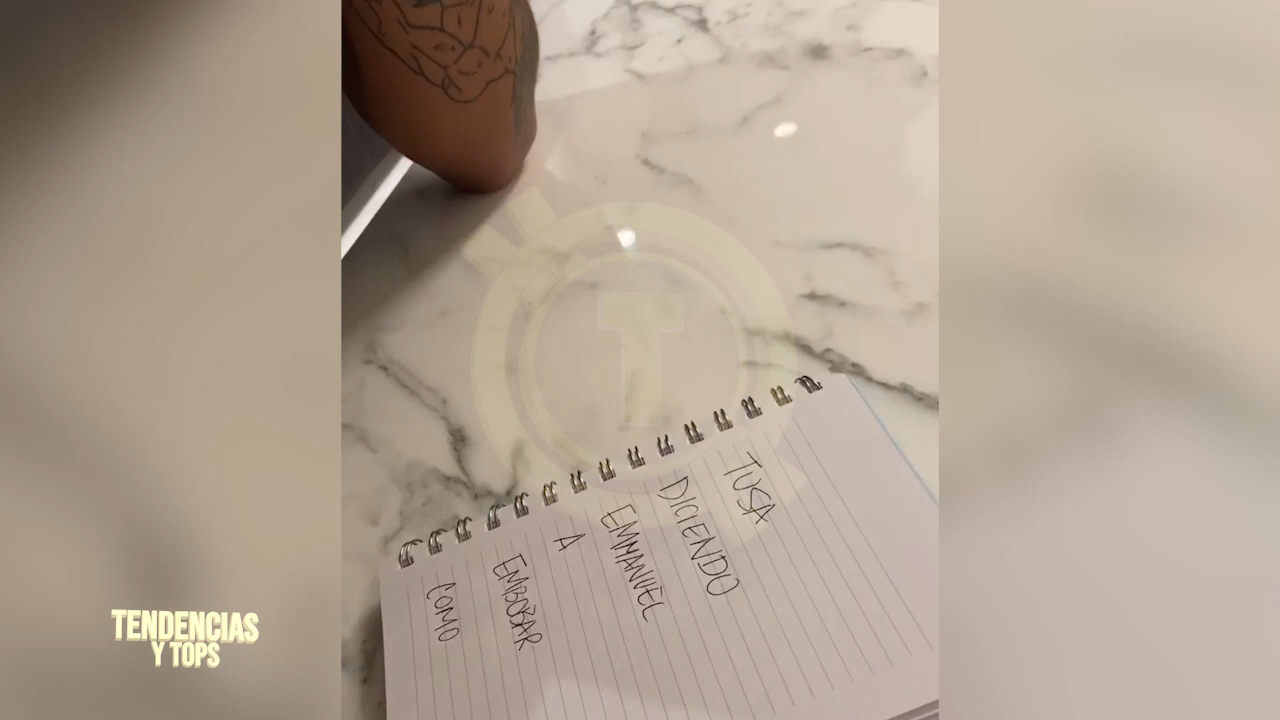 COMO
EMBOBAR
A
EMMANUEL
DICIENDO
TUSA
T
TENDENCIAS
Y TOPS